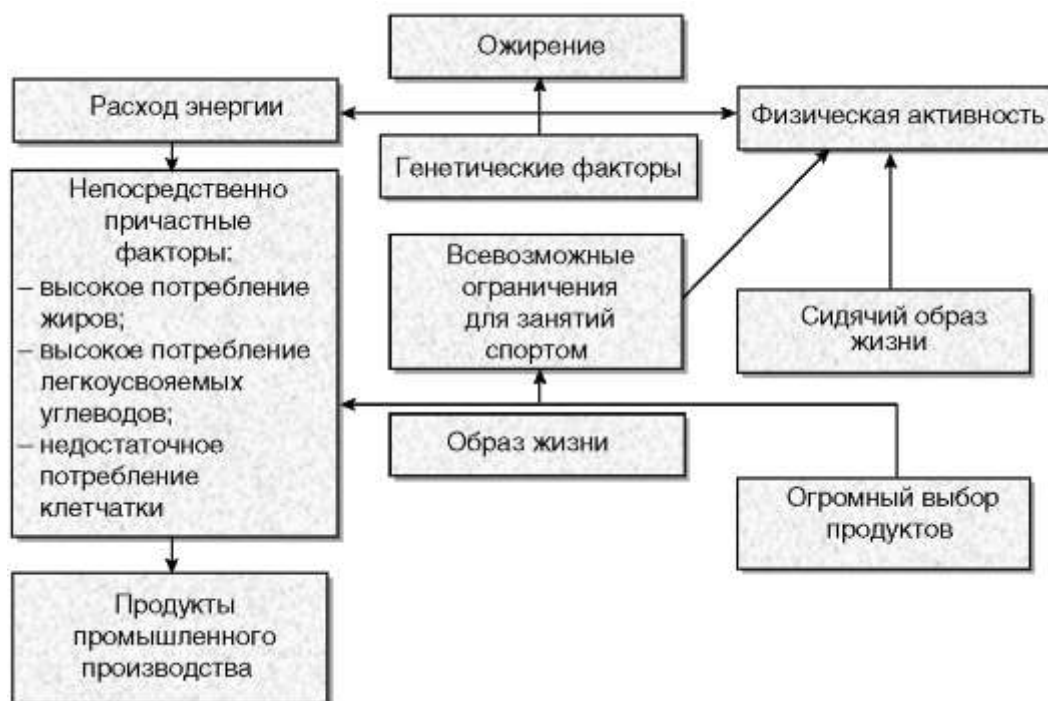 Ожирение
Расход энергии
Физическая активность
Генетические факторы
Непосредственно
причастные
факторы:
– высокое потребление
жиров;
– высокое потребление
легкоусвояемых
углеводов;
– недостаточное
потребление
клетчатки
Всевозможные
ограничения
для занятий
спортом
Сидячий образ
жизни
Образ жизни
Огромный выбор
продуктов
Продукты
промышленного
производства